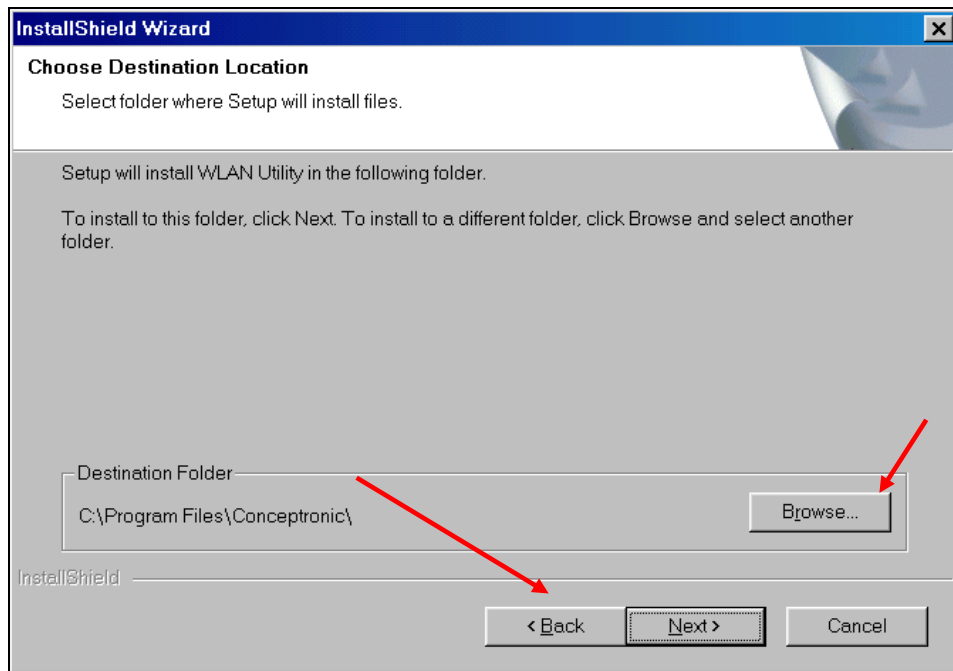 InstallShield Wizard
Choose Destination Location
Select folder where Setup will install files.
Setup will install WLAN Utility in the following folder.
To install to this folder, click Next. To install to a different folder, click Browse and select another
folder.
Destination Folder
C:\Program Files\Conceptronic\
Browse...
InstallShield
< Back
Next >
Cancel